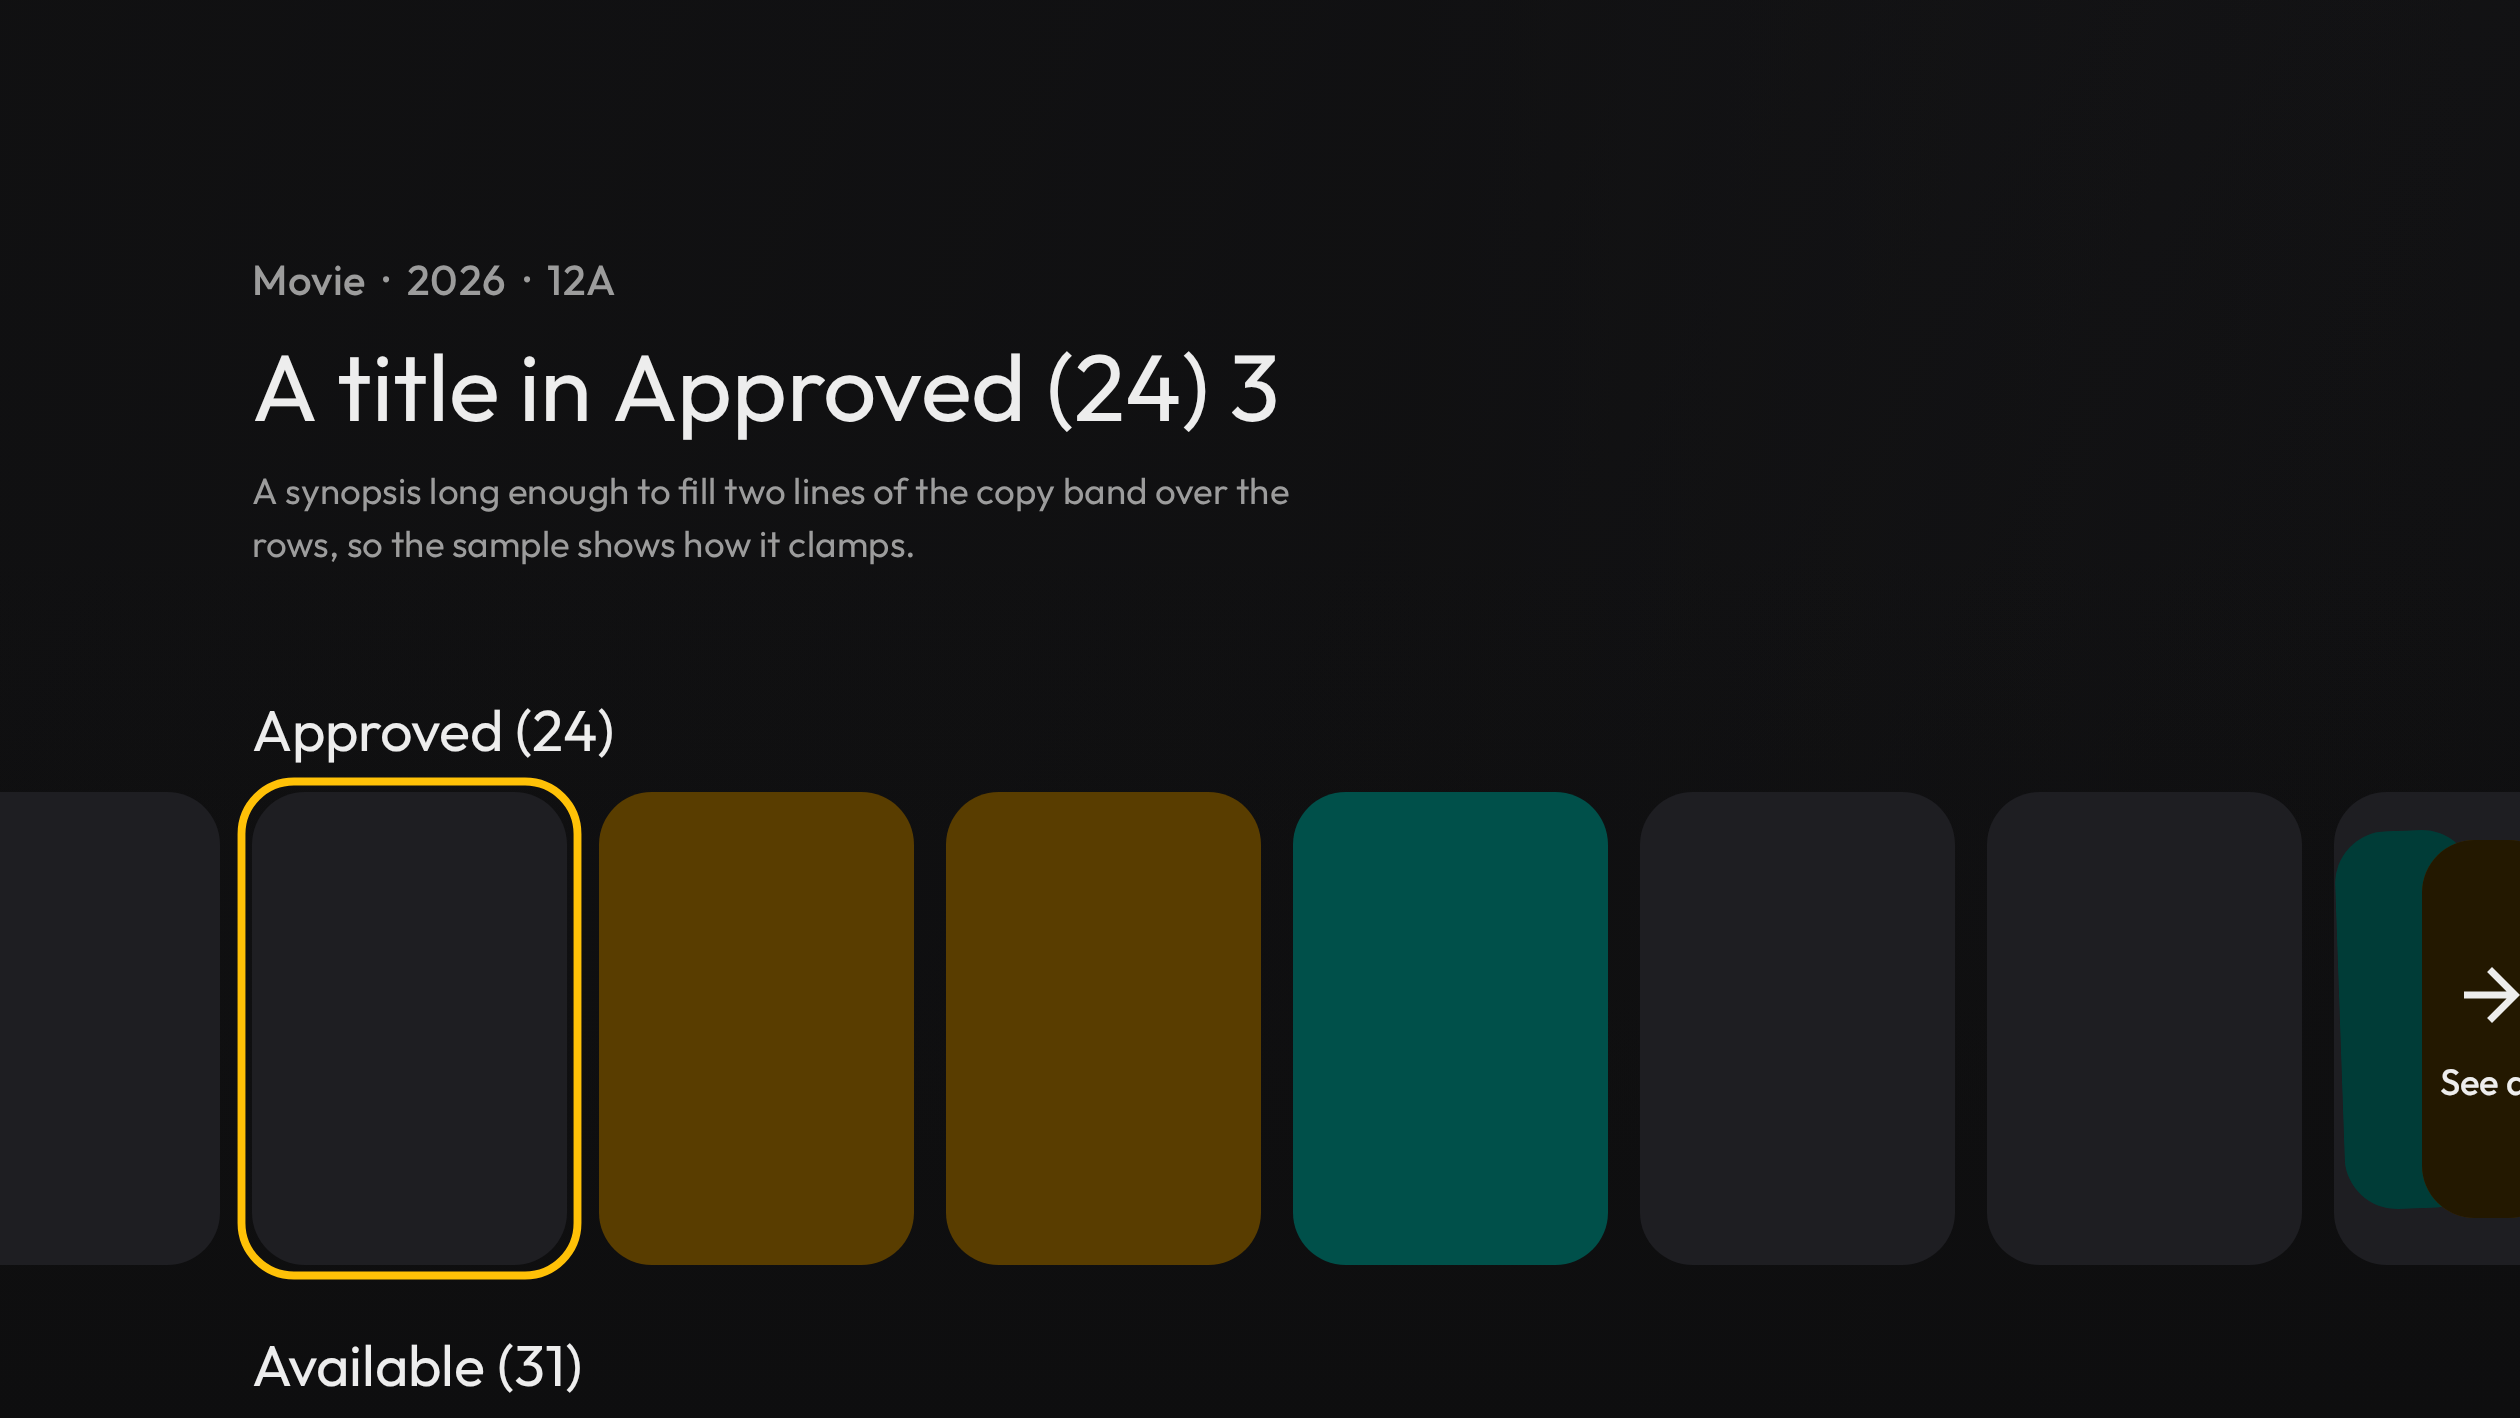 Movie · 2026 · 12A
A title in Approved (24) 3
A synopsis long enough to fill two lines of the copy band over the
rows, so the sample shows how it clamps.
Approved (24)
See
Available (31)